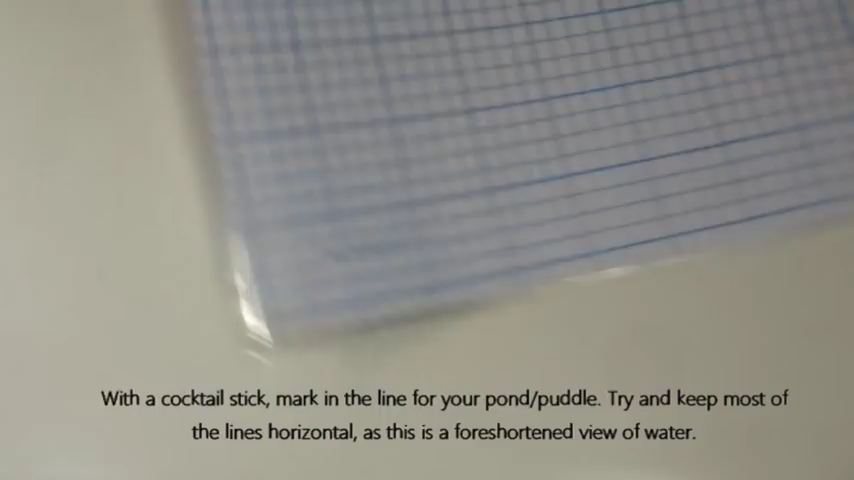 With a cocktail stick, mark in the line for your pond/puddle. Try and keep most of
the lines horizontal, as this is a foreshortened view of water.